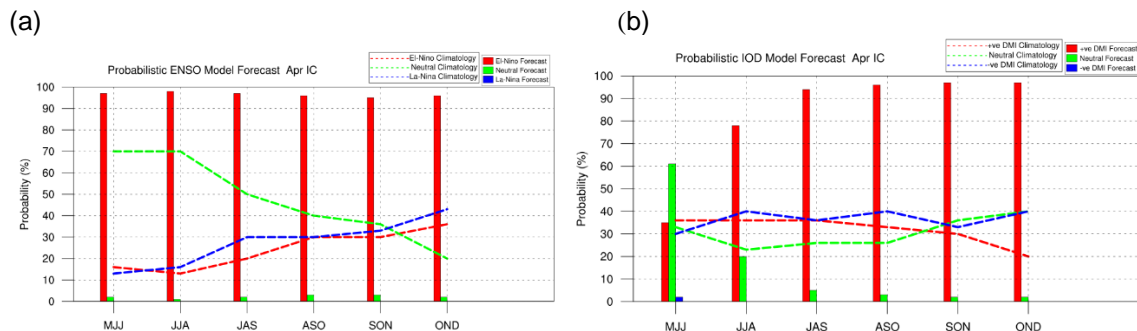 (a)
Probabilistic ENSO Model Forecast Apr IC
El-Nino Climatology
Neutral Climatology
La-Nina Climatology
El-Nino Forecast
Neutral Forecast
La-Nina Forecast
Probability (%)
100
90
80
70
60
50
40
30
20
10
0
MJJ JJA JAS ASO SON OND
(b)
Probabilistic IOD Model Forecast Apr IC
+ve DMI Climatology
Neutral Climatology
-ve DMI Climatology
+ve DMI Forecast
Neutral Forecast
-ve DMI Forecast
Probability (%)
100
90
80
70
60
50
40
30
20
10
0
MJJ JJA JAS ASO SON OND